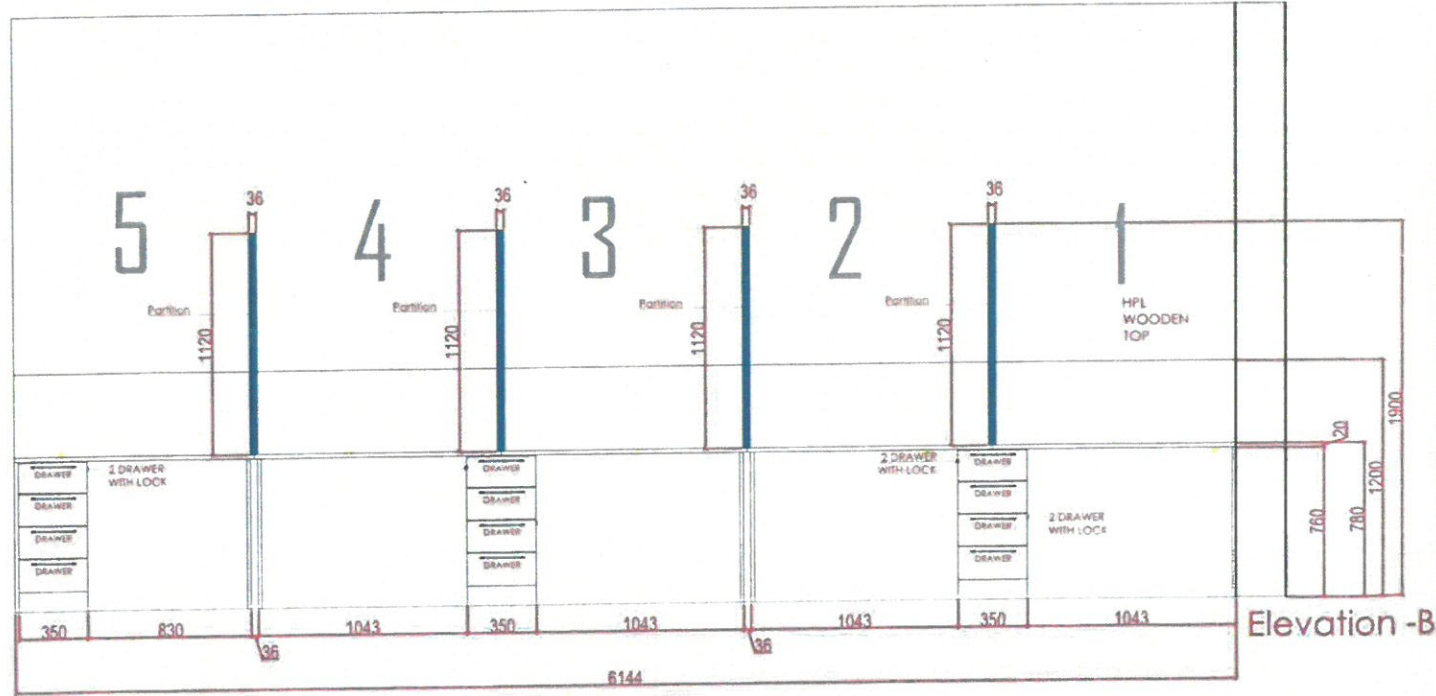 36
36
36
36
5
4
3
2
1
Partition
Partition
Partition
Partition
HPL
WOODEN
TOP
1120
1120
1120
1120
1900
20
1200
760
780
DRAWER
DRAWER
DRAWER
DRAWER
2 DRAWER
WITH LOCK
DRAWER
DRAWER
DRAWER
DRAWER
2 DRAWER
WITH LOCK
DRAWER
DRAWER
DRAWER
DRAWER
2 DRAWER
WITH LOCK
350
830
36
1043
350
1043
36
1043
350
1043
6144
Elevation -B